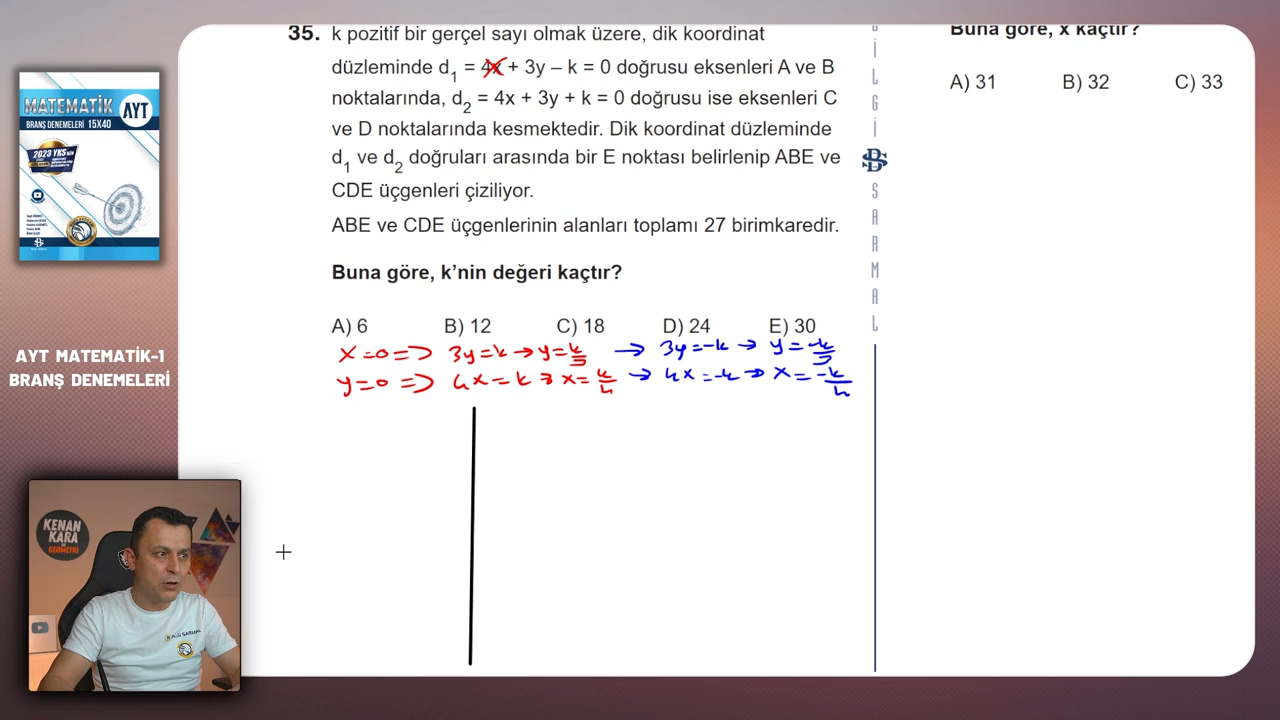 35. k pozitif bir gerçel sayı olmak üzere, dik koordinat
düzleminde d1 = 4x + 3y – k = 0 doğrusu eksenleri A ve B
noktalarında, d2 = 4x + 3y + k = 0 doğrusu ise eksenleri C
ve D noktalarında kesmektedir. Dik koordinat düzleminde
d1 ve d2 doğruları arasında bir E noktası belirlenip ABE ve
CDE üçgenleri çiziliyor.
ABE ve CDE üçgenlerinin alanları toplamı 27 birimkaredir.
Buna göre, k’nin değeri kaçtır?
A) 6 B) 12 C) 18 D) 24 E) 30
x=0 => 3y=k → y=k/3 → 3y=-k → y=-k/3
y=0 => 4x=k → x=k/4 → 4x=-k → x=-k/4
Buna göre, x kaçtır?
A) 31 B) 32 C) 33
BİLGİ
SARMAL
MATEMATİK
AYT
BRANŞ DENEMELERİ 15X40
2023 YKS'NİN
AYT MATEMATİK-1
BRANŞ DENEMELERİ
KENAN
KARA
GEOMETRİ